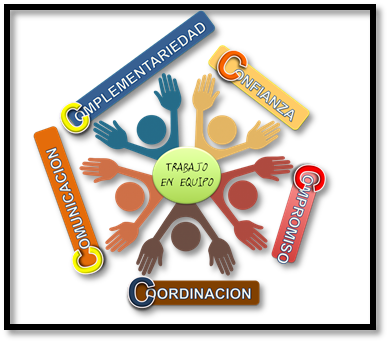 COMPLEMENTARIEDAD
CONFIANZA
COMUNICACION
TRABAJO
EN EQUIPO
COMPROMISO
COORDINACION